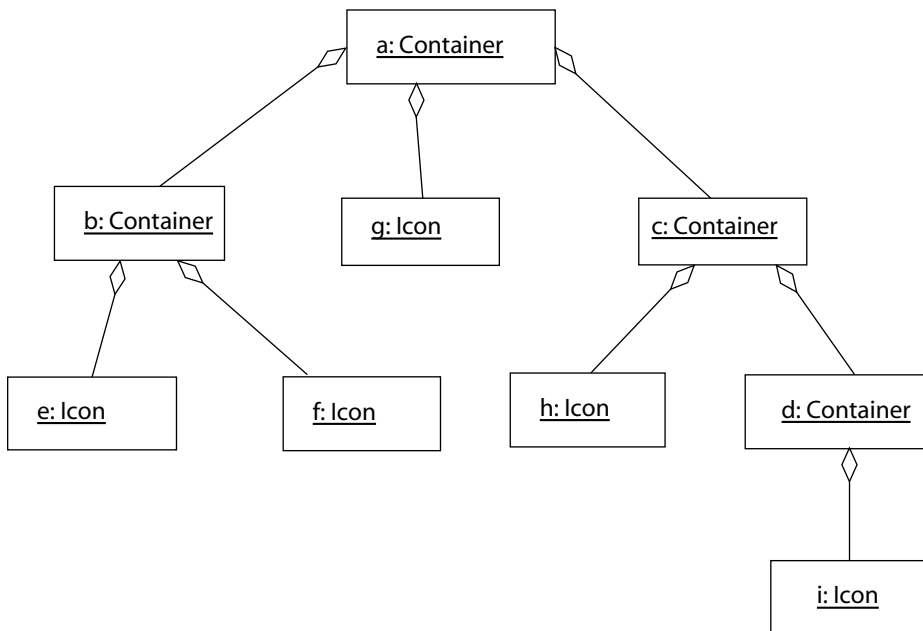 a: Container
b: Container
g: Icon
c: Container
e: Icon
f: Icon
h: Icon
d: Container
i: Icon